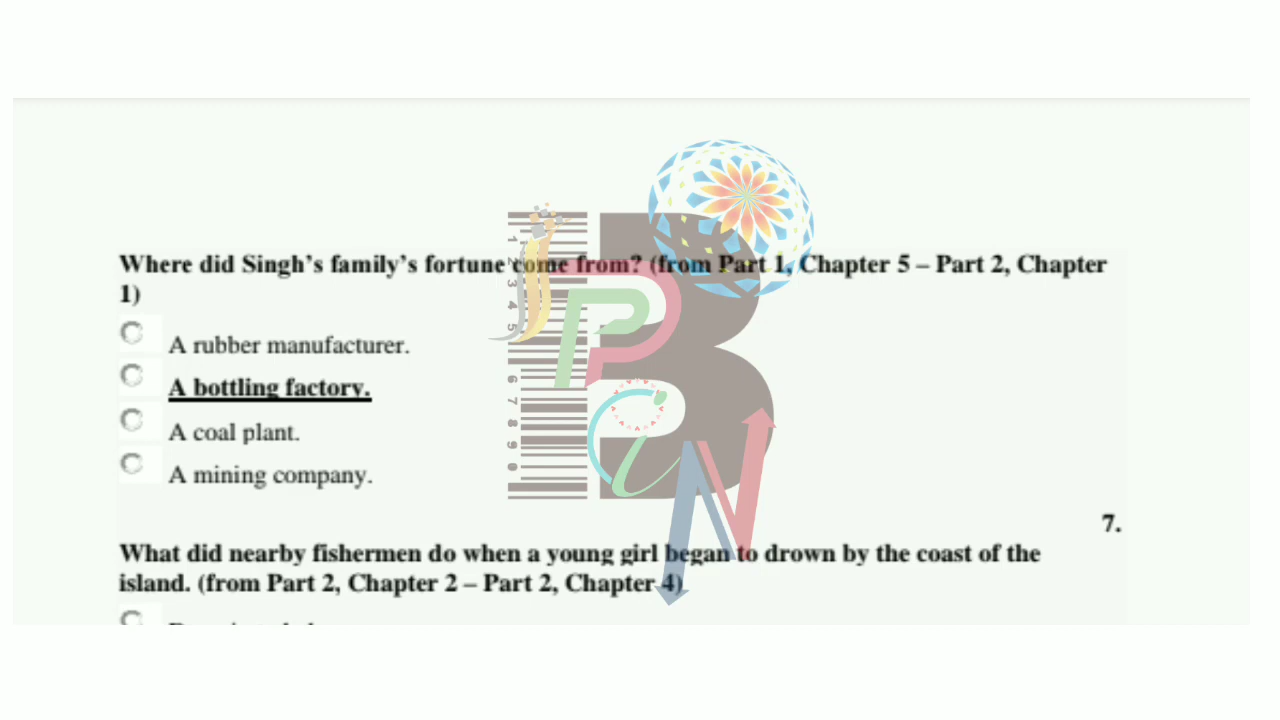 Where did Singh's family's fortune come from? (from Part 1, Chapter 5 – Part 2, Chapter
1)
A rubber manufacturer.
A bottling factory.
A coal plant.
A mining company.
7.
What did nearby fishermen do when a young girl began to drown by the coast of the
island. (from Part 2, Chapter 2 – Part 2, Chapter 4)